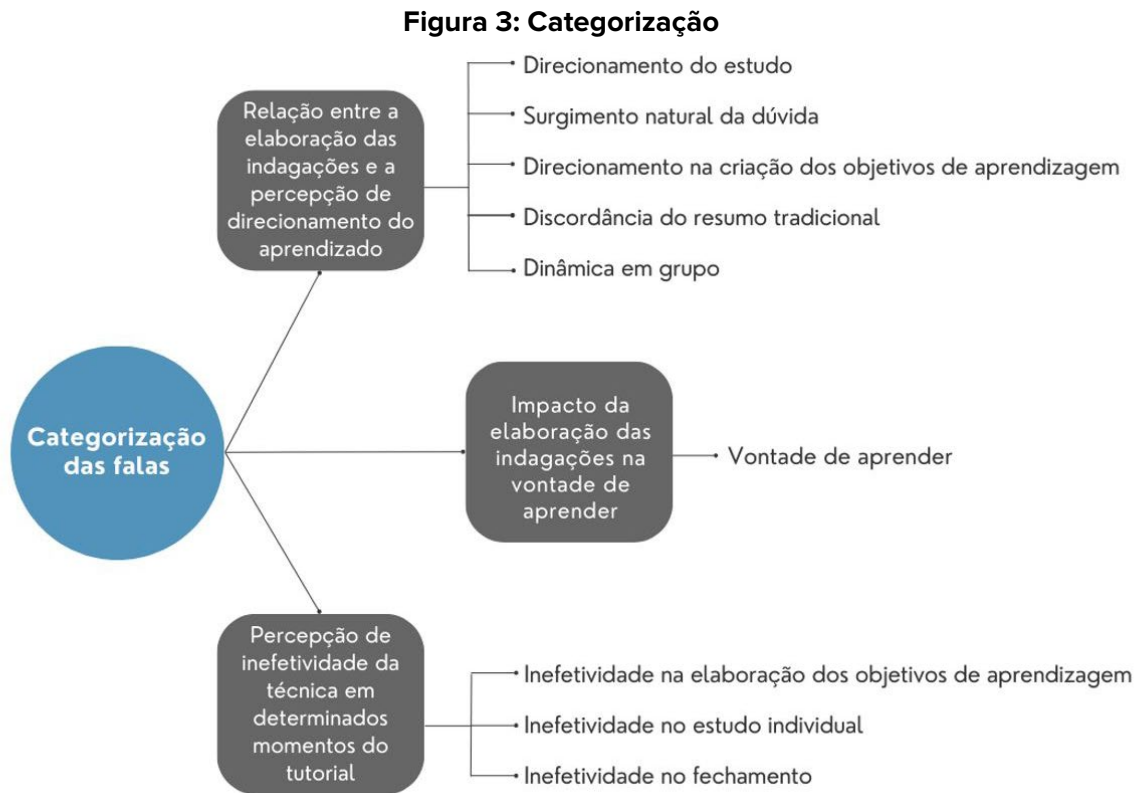 Figura 3: Categorização
Relação entre a
elaboração das
indagações e a
percepção de
direcionamento do
aprendizado
Direcionamento do estudo
Surgimento natural da dúvida
Direcionamento na criação dos objetivos de aprendizagem
Discordância do resumo tradicional
Dinâmica em grupo
Categorização
das falas
Impacto da
elaboração das
indagações na
vontade de
aprender
Vontade de aprender
Percepção de
inefetividade da
técnica em
determinados
momentos do
tutorial
Inefetividade na elaboração dos objetivos de aprendizagem
Inefetividade no estudo individual
Inefetividade no fechamento